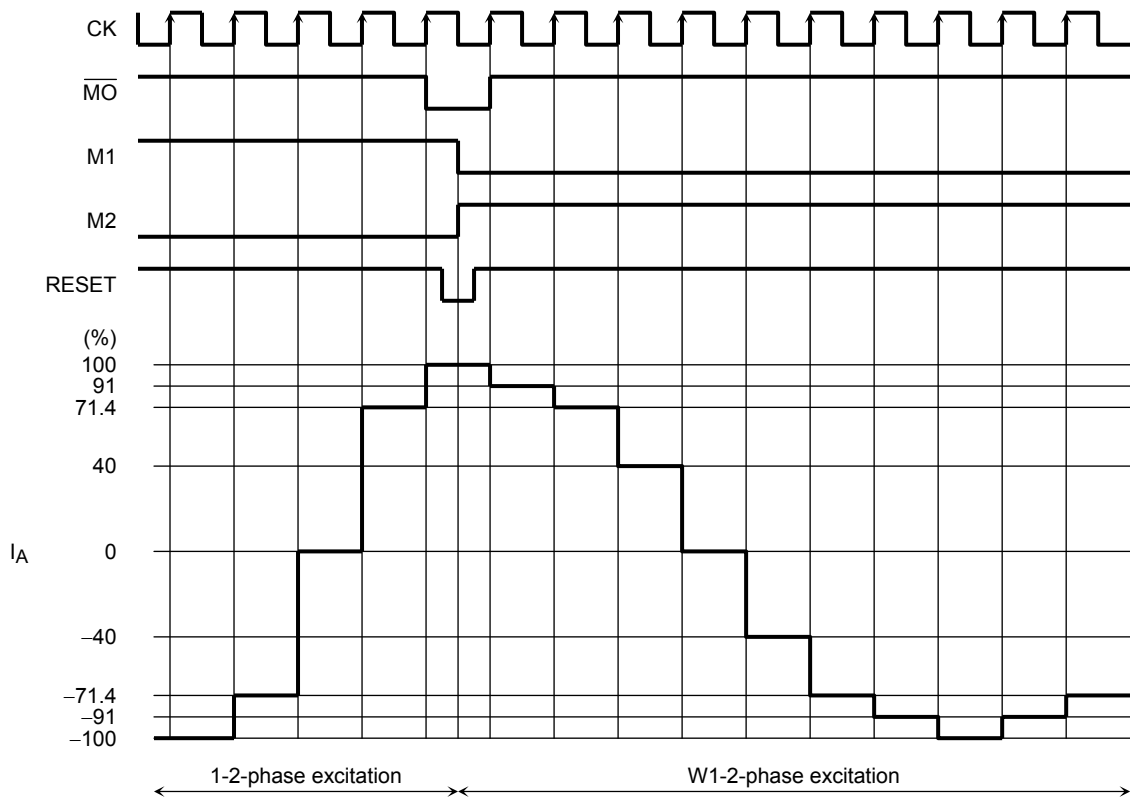 CK
MO
M1
M2
RESET
(%)
100
91
71.4
40
IA
0
−40
−71.4
−91
−100
1-2-phase excitation
W1-2-phase excitation